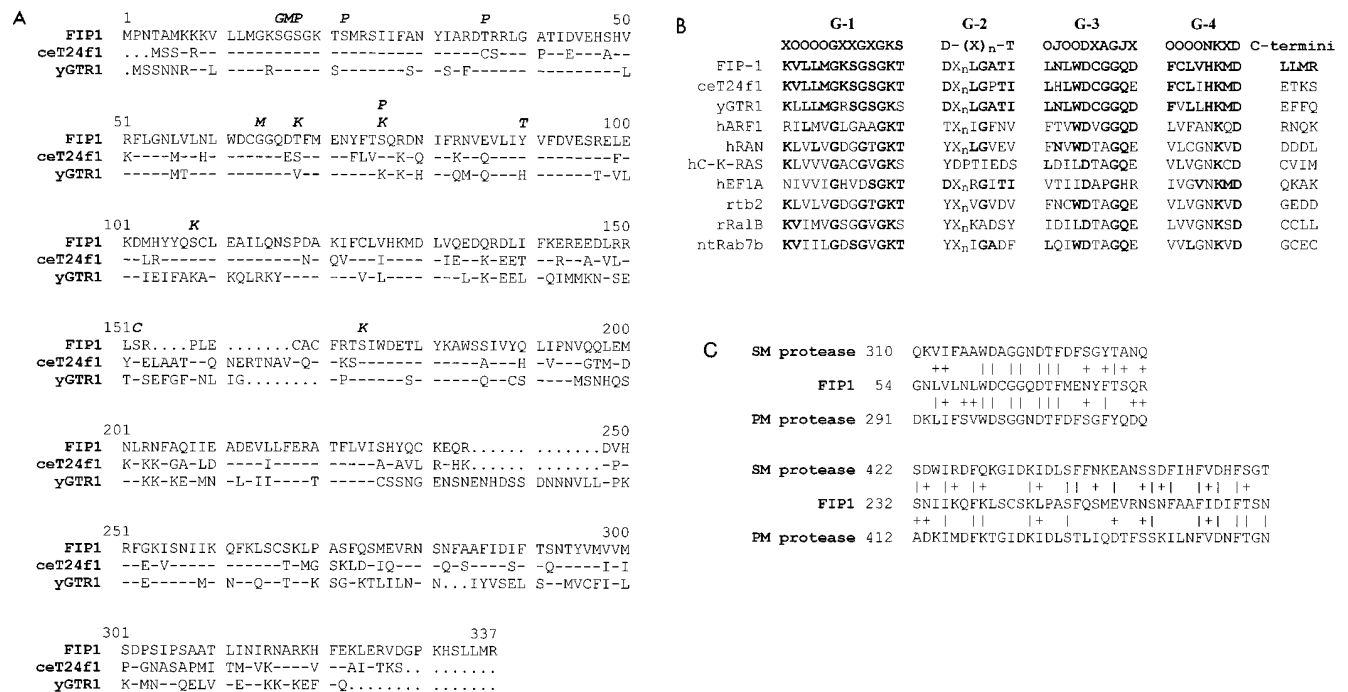 A
1 GMP P P 50
FIP1 MPNTAMKKKV LLMGKSGSGK TSMRSIIFAN YIARDTRRLG ATIDVEHSHV
ceT24f1 .--MSS--R-- ---------- ---------- -----CS--- --P--E---A-
yGTR1 .MSSNNR--L ----R----- ------S--- --S--F---- ---------L
P
51 M K K T 100
FIP1 RFLGNLVLNL WDCGGQDTFM ENYFTSQRDN IFRNVEVLIY VFDVESRELE
ceT24f1 K----M--H- ------ES-- --FLV--K-Q ---K----H- --------F-
yGTR1 -----MT--- -------V-- -----K--H --QM-Q---H -----T-VL
101 K 150
FIP1 KDMHYYQSCL EAILQNSPDA KIFCLVHKMD LVQEDQRDLI FKEREEDLRR
ceT24f1 --LR------ -------N- QV---I---- --IE--K-EET --R--A-VL-
yGTR1 --IEIFAKA- KQLRKY---- --V-L----- ---L--K-EEL -QIMMKN-SE
151C K 200
FIP1 LSR....PLE .......CAC FRTSIWDETL YKAWSSIVYQ LIPNVQQLEM
ceT24f1 Y-ELAAT--Q NERTNAV-Q- --KS------ -----A--H --V---GTM-D
yGTR1 T-SEFGF-NL IG........ --P-----S- -----Q--CS ----MSNHQS
201 250
FIP1 NLRNFAQIIE ADEVLLFERA TFLVISHYQC KEQR...... .......DVH
ceT24f1 K-KK-GA-LD ----I----- ---A-AVL R-HK...... .......-P-
yGTR1 --KK-KE-MN --L-II---T ------CSSNG ENSNENHDSS DNNNVLL-PK
251 300
FIP1 RFGKISNIIK QFKLSCSKLP ASFQSMEVRN SNFAAFIDIF TSNTYVMVVM
ceT24f1 --E-V----- -----T-MG SKLD-IQ--- --Q-S----S- --Q----I-I
yGTR1 --E-----M- N--Q--T--K SG-KTLILN- N...IYVSEL S--MVCFI-L
301 337
FIP1 SDPSIPSAAT LINIRNARKH FEKLERVDGP KHSLLMR
ceT24f1 P-GNASAPMI TM-VK----V --AI-TKS.. .......
yGTR1 K-MN--QELV -E--KK-KEF -Q........ .......
B
G-1 G-2 G-3 G-4
XOOOOGXXGXGKS D-(X)n-T OJOODXAGJX OOOONKXD C-termini
FIP-1 KVLLMGKSGSGKT DXnLGATI LNLWDCGGQD FCLVHKMD LLMR
ceT24f1 KVLLMGKSGSGKT DXnLGPTI LHLWDCGGQE FCLIHKMD ETKS
yGTR1 KLLLMGRSGSGKS DXnLGATI LNLWDCGGQD FVLLHKMD EFFQ
hARF1 RILMVGLGAAGKT YXnIGFNV FTVWDVGGQD LVFANKQD RNQK
hRAN KLVLVGDGGTGKT YXnLGVEV FNVWDTAGQE VLCGNKVD DDDL
hC-K-RAS KLVVVGACGVGKS YDPTIEDS LDILDTAGQE VLVGNKCD CVIM
hEF1A NIVVIGHVDSGKT DXnRGITI VTIIDAPGHR IVGVNKMD QKAK
rtb2 KLVLVGDGGTGKT YXnVGVDV FNCWDTAGQE VLVGNKVD GEDD
rRalB KVIMVGSGGVGKS YXnKADSY IDILDTAGQE LVVGNKSD CCLL
ntRab7b KVIILGDSGVGKT YXnIGADF LQIWDTAGQE VVLGNKVD GCEC
C
SM protease 310 QKVIFAAWDAGGNDTFDFSGYTANQ
++ || || ||| + + | +
FIP1 54 GNLVLNLWDCGGQDTFMENYFTSQR
|+ ++| || ||| + | ++
PM protease 291 DKLIFSVWDSGGNDTFDFSGFYQDQ
SM protease 422 SDWIRDFQKGIDKIDLSFFNKEANSSDFIHFVDHFSGT
|+ |+ |+ |+ | || + | +| |+| |+
FIP1 232 SNIIKQFKLSCSKLPASFQSMEVRNSNFAAFIDIFTSN
++ | || |+ | + +| |+| || |
PM protease 412 ADKIMDFKTGIDKIDLSTLIQDTFSSKILNFVDNFTGN